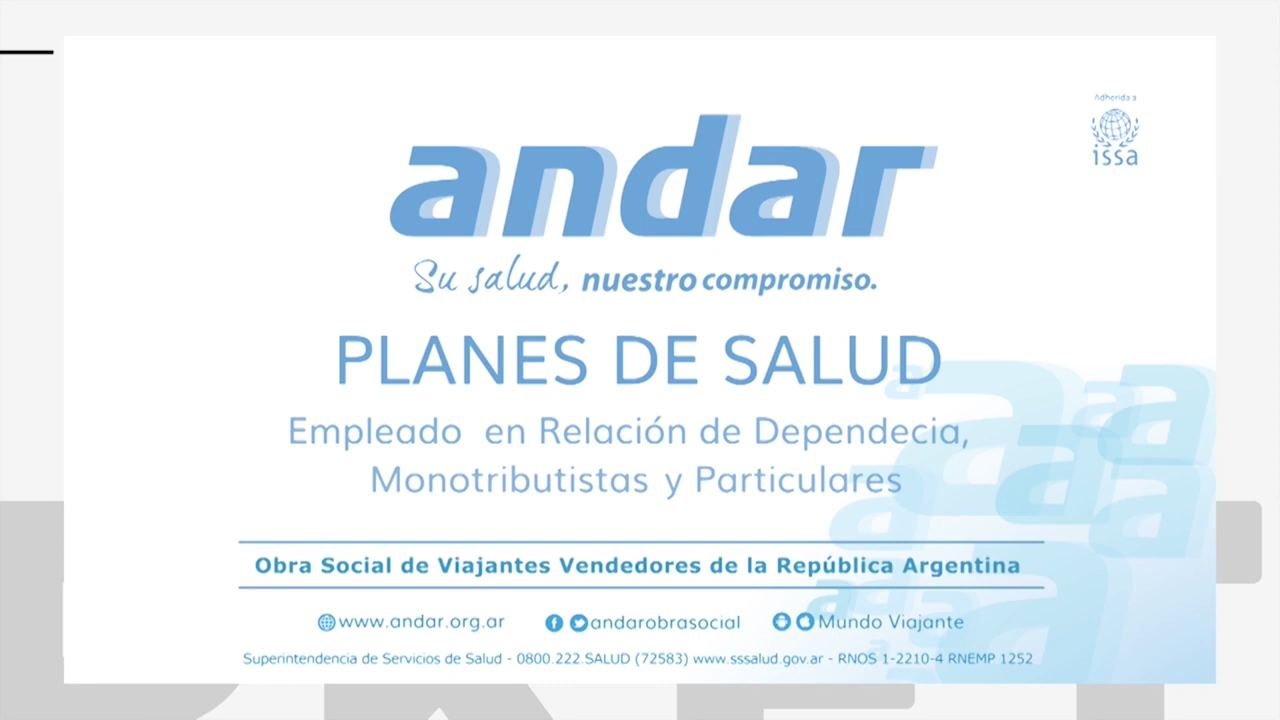 Adherida a
issa
andar
Su salud, nuestro compromiso.
PLANES DE SALUD
Empleado en Relación de Dependecia,
Monotributistas y Particulares
Obra Social de Viajantes Vendedores de la República Argentina
www.andar.org.ar andarobrasocial Mundo Viajante
Superintendencia de Servicios de Salud - 0800.222.SALUD (72583) www.sssalud.gov.ar - RNOS 1-2210-4 RNEMP 1252